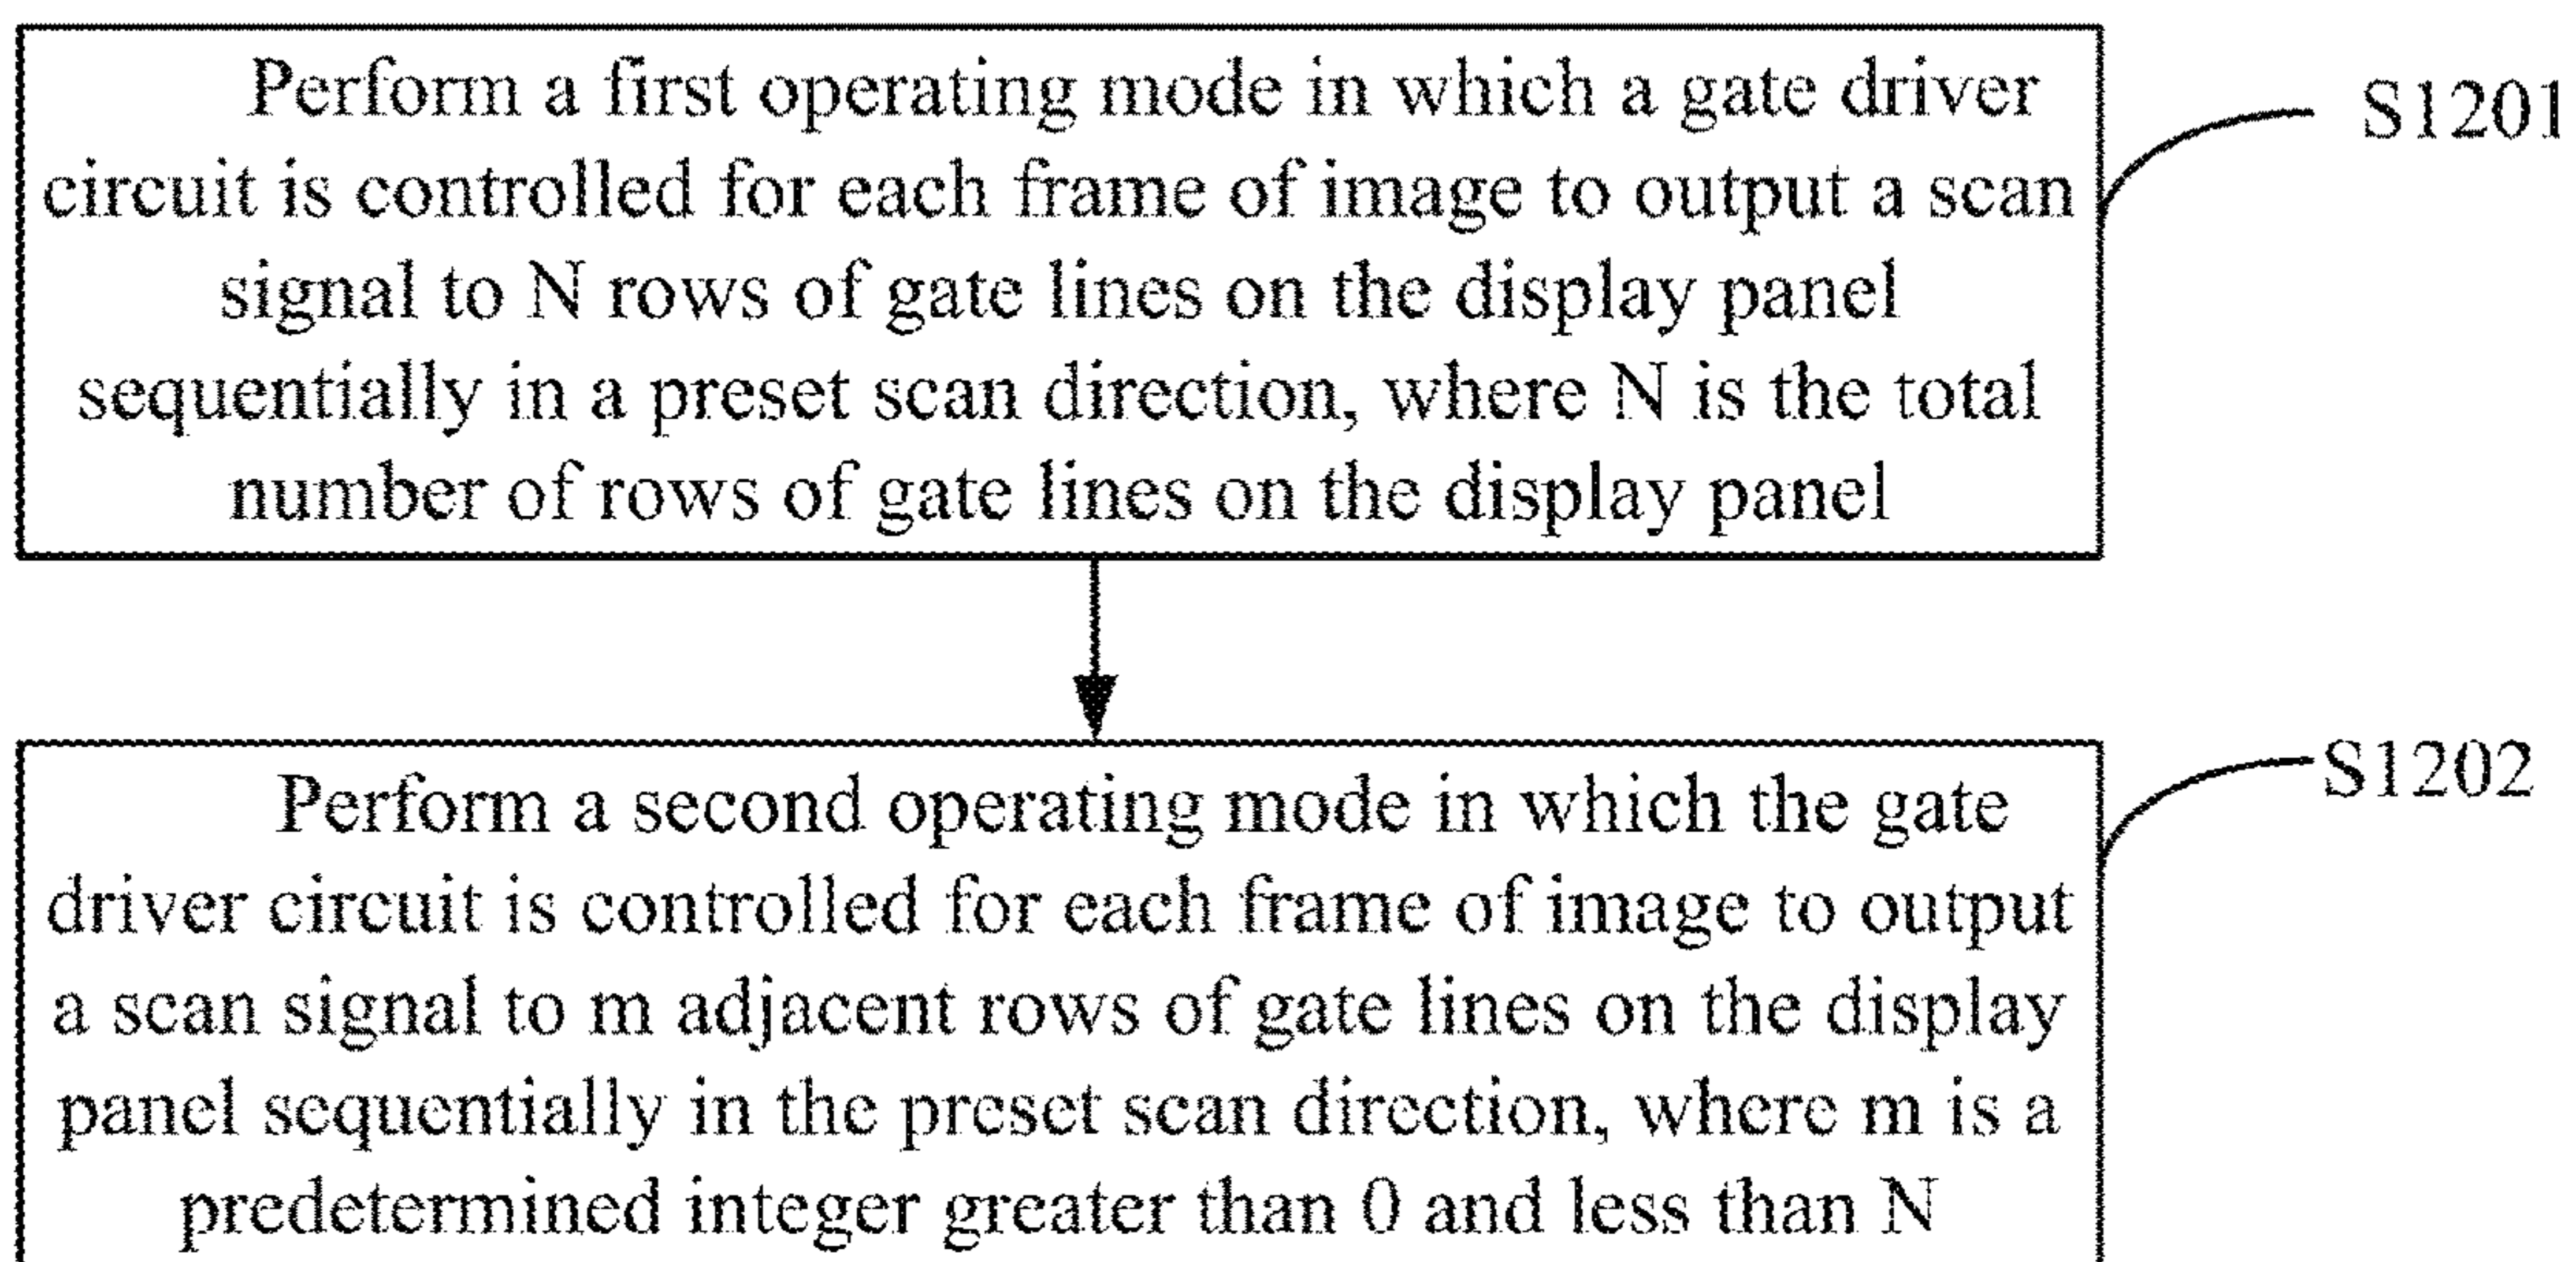 Perform a first operating mode in which a gate driver
S1201
circuit is controlled for each frame of image to output a scan
signal to N rows of gate lines on the display panel
sequentially in a preset scan direction, where N is the total
number of rows of gate lines on the display panel
Perform a second operating mode in which the gate
S1202
driver circuit is controlled for each frame of image to output
a scan signal to m adjacent rows of gate lines on the display
panel sequentially in the preset scan direction, where m is a
predetermined integer greater than 0 and less than N